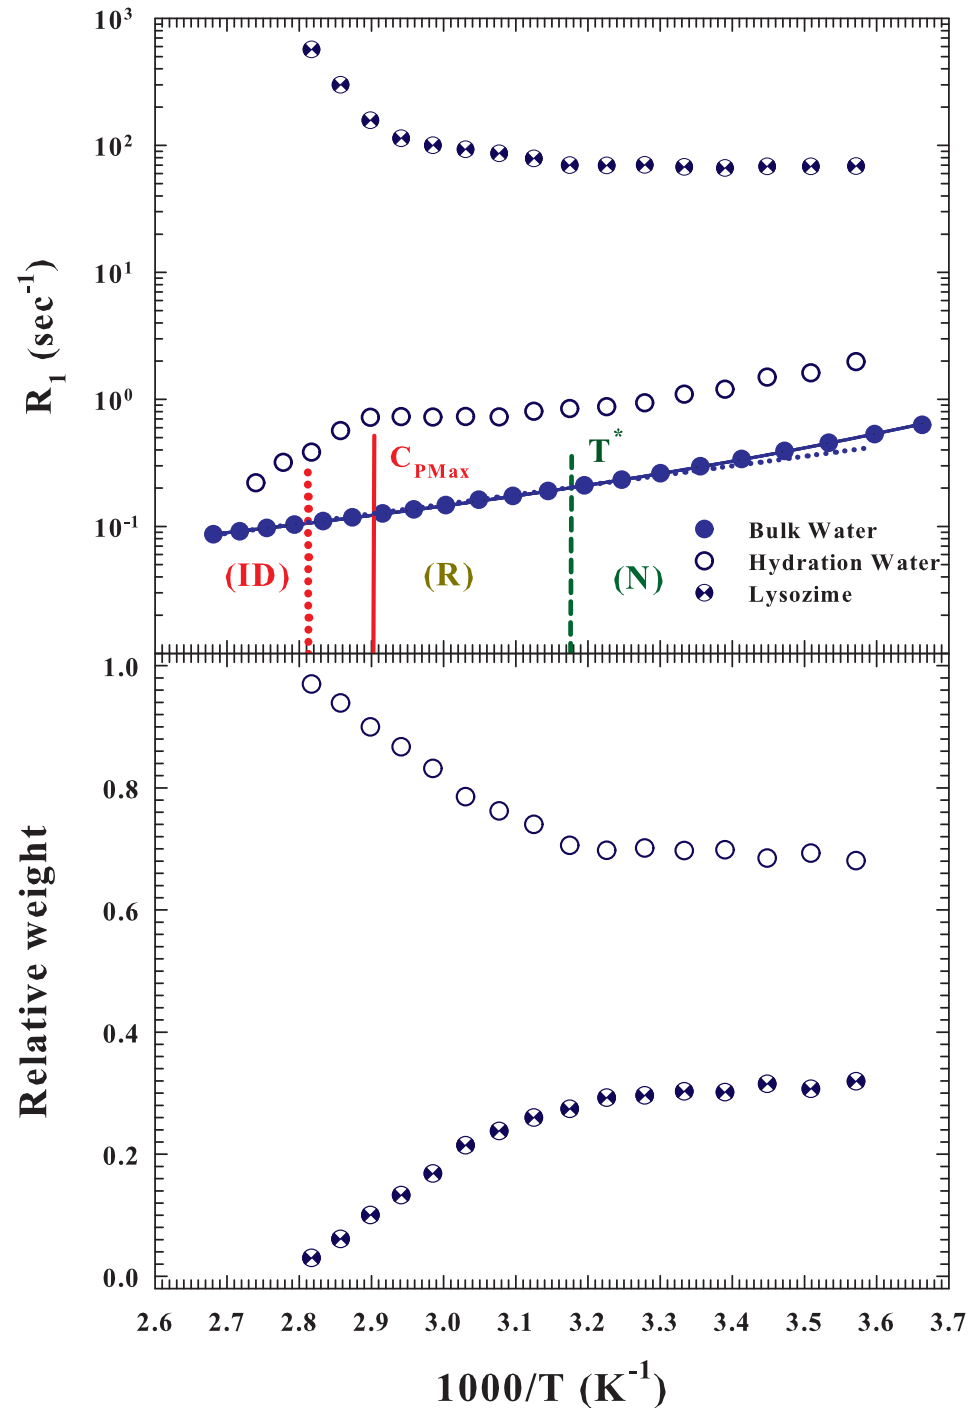 10³
10²
10¹
10⁰
10⁻¹
R₁ (sec⁻¹)
C_PMax
T*
(ID)
(R)
(N)
Bulk Water
Hydration Water
Lysozime
1.0
0.8
0.6
0.4
0.2
0.0
Relative weight
2.6 2.7 2.8 2.9 3.0 3.1 3.2 3.3 3.4 3.5 3.6 3.7
1000/T (K⁻¹)